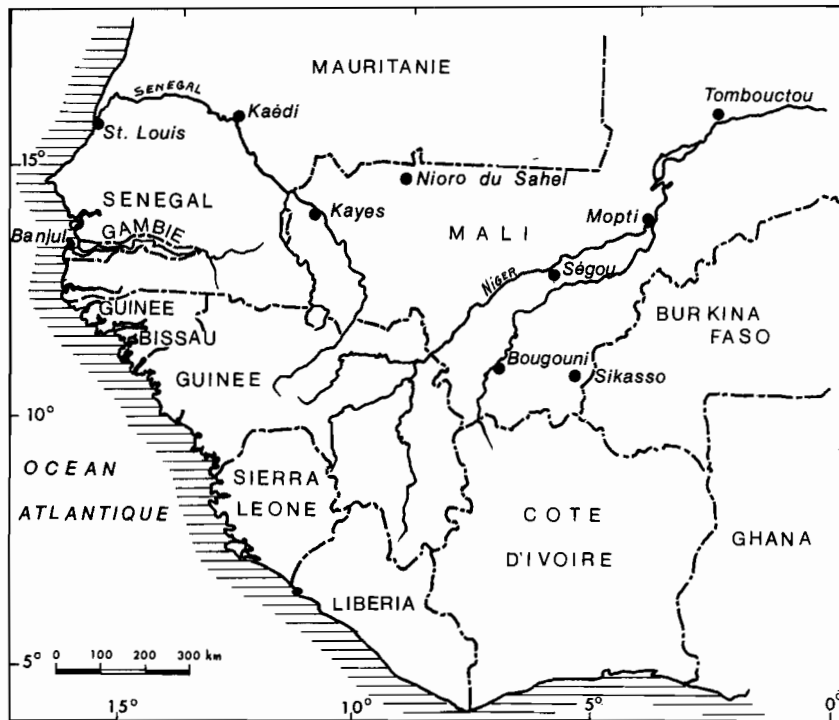 MAURITANIE
SENEGAL
Kaédi
Tombouctou
St. Louis
15°
Nioro du Sahel
SENEGAL
Kayes
Mopti
GAMBIE
MALI
Banjul
Ségou
NIGER
GUINEE
BISSAU
BURKINA
FASO
Bougouni
GUINEE
Sikasso
10°
OCEAN
ATLANTIQUE
SIERRA
LEONE
COTE
D'IVOIRE
GHANA
LIBERIA
5°
0 100 200 300 km
15° 10° 5° 0°